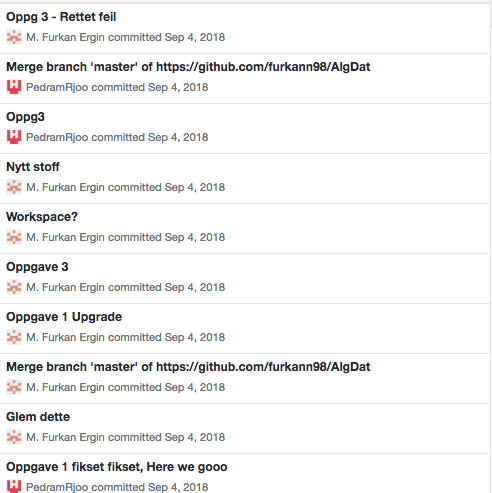 Oppg 3 - Rettet feil
M. Furkan Ergin committed Sep 4, 2018
Merge branch 'master' of https://github.com/furkann98/AlgDat
PedramRjoo committed Sep 4, 2018
Oppg3
PedramRjoo committed Sep 4, 2018
Nytt stoff
M. Furkan Ergin committed Sep 4, 2018
Workspace?
M. Furkan Ergin committed Sep 4, 2018
Oppgave 3
M. Furkan Ergin committed Sep 4, 2018
Oppgave 1 Upgrade
M. Furkan Ergin committed Sep 4, 2018
Merge branch 'master' of https://github.com/furkann98/AlgDat
M. Furkan Ergin committed Sep 4, 2018
Glem dette
M. Furkan Ergin committed Sep 4, 2018
Oppgave 1 fikset fikset, Here we gooo
PedramRjoo committed Sep 4, 2018